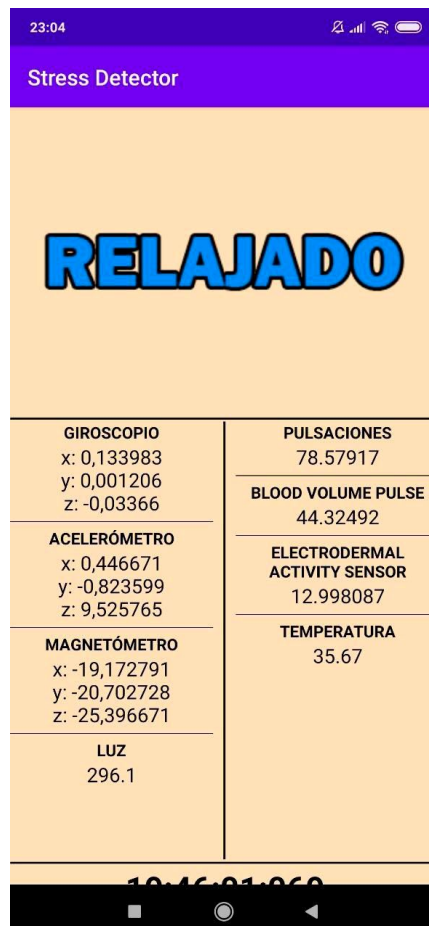 23:04
Stress Detector
RELAJADO
GIROSCOPIO
x: 0,133983
y: 0,001206
z: -0,03366
ACELERÓMETRO
x: 0,446671
y: -0,823599
z: 9,525765
MAGNETÓMETRO
x: -19,172791
y: -20,702728
z: -25,396671
LUZ
296.1
PULSACIONES
78.57917
BLOOD VOLUME PULSE
44.32492
ELECTRODERMAL
ACTIVITY SENSOR
12.998087
TEMPERATURA
35.67